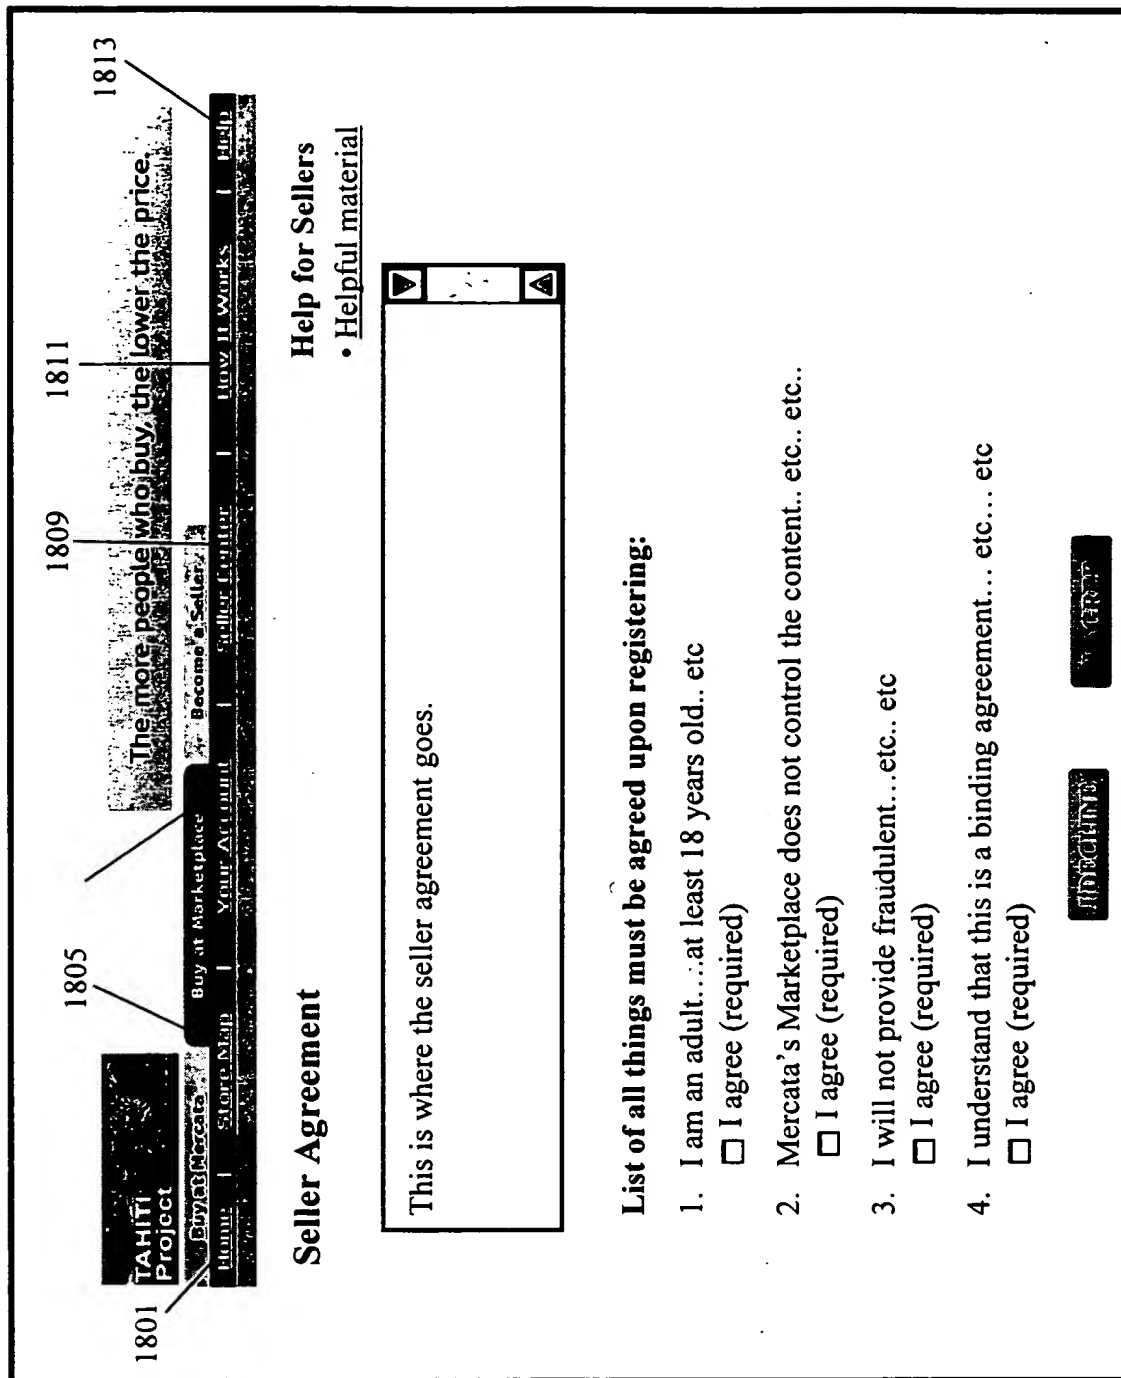 1801
1805
1809
1811
1813
TAHITI
Project
The more people who buy, the lower the price.
Buy at Mercata
Buy at Marketplace
Become a Seller
Home | Store Map | Your Account | Seller Center | How It Works | Help
Seller Agreement
Help for Sellers
• Helpful material
This is where the seller agreement goes.
List of all things must be agreed upon registering:
1. I am an adult....at least 18 years old.. etc
□ I agree (required)
2. Mercata's Marketplace does not control the content.. etc.. etc..
□ I agree (required)
3. I will not provide fraudulent...etc.. etc
□ I agree (required)
4. I understand that this is a binding agreement... etc... etc
□ I agree (required)
DECLINE